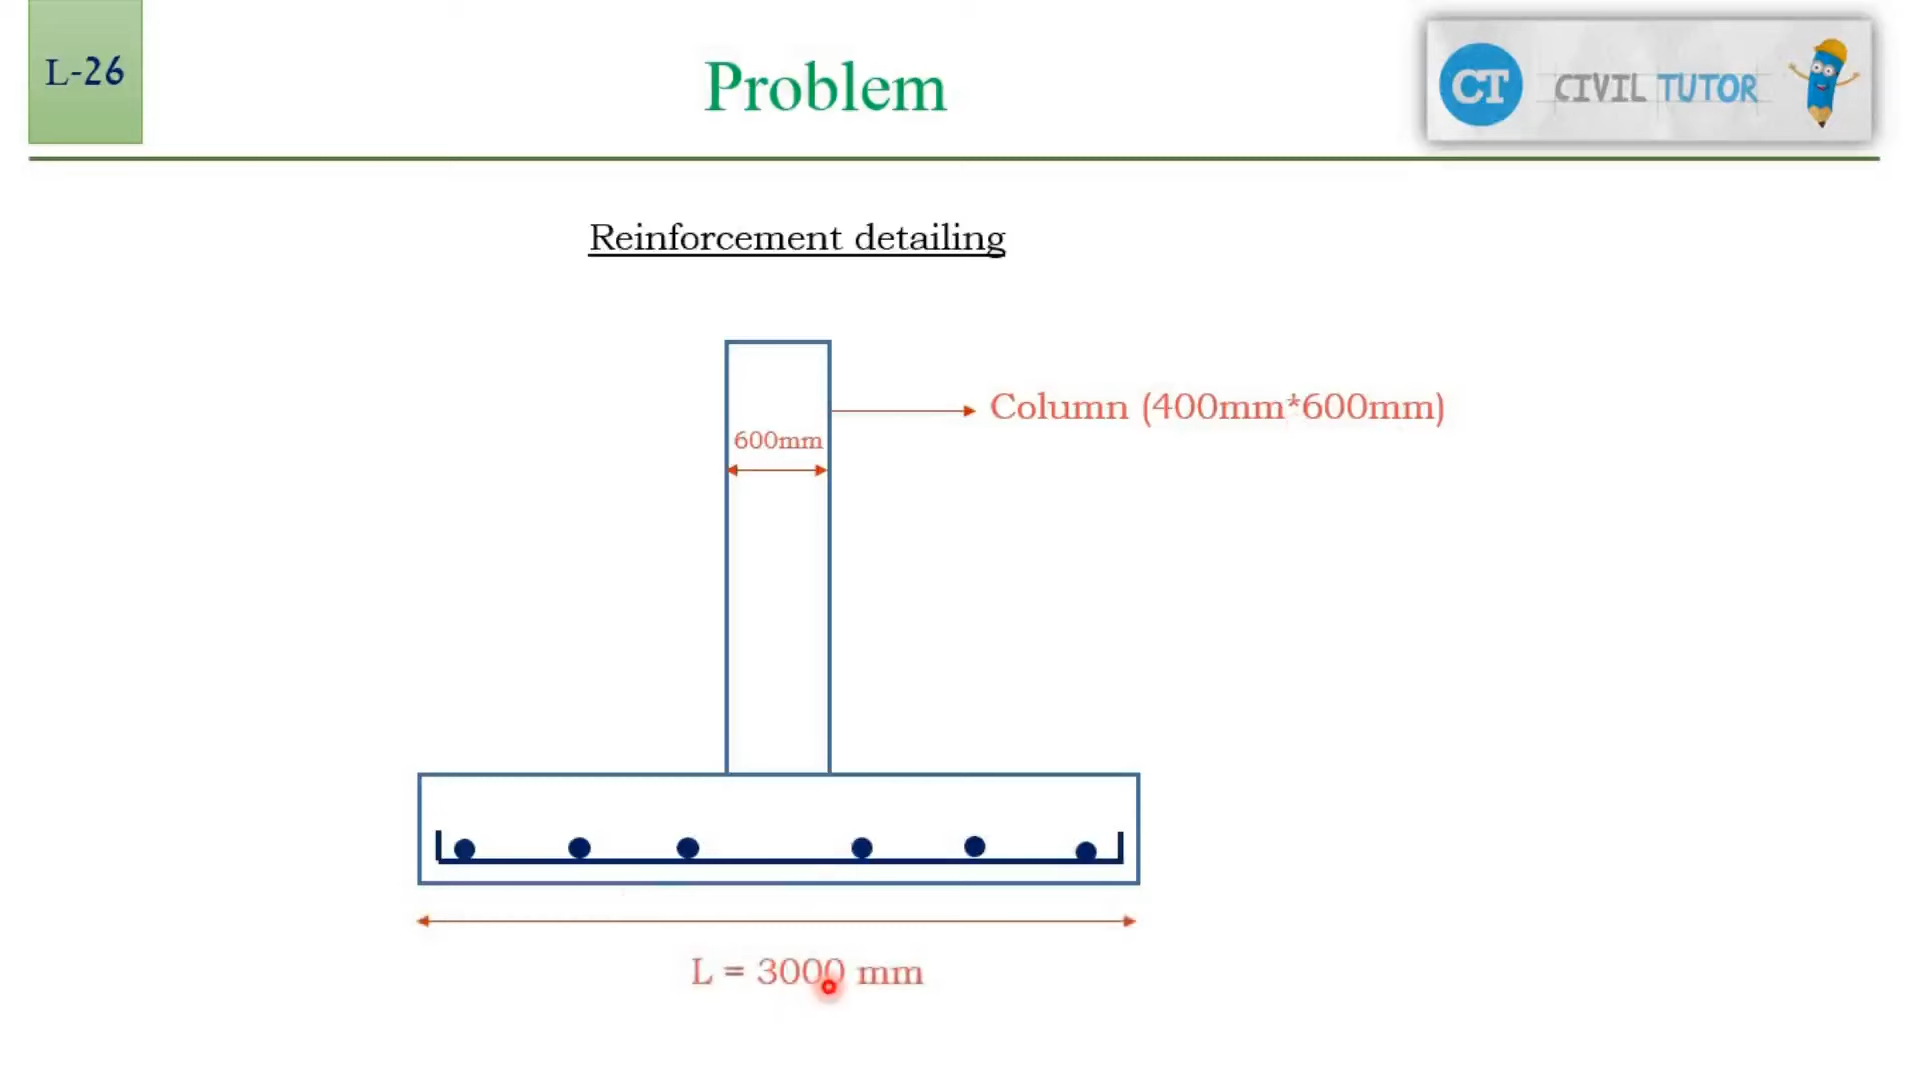 L-26
Problem
CT CIVIL TUTOR
Reinforcement detailing
Column (400mm*600mm)
600mm
L = 3000 mm